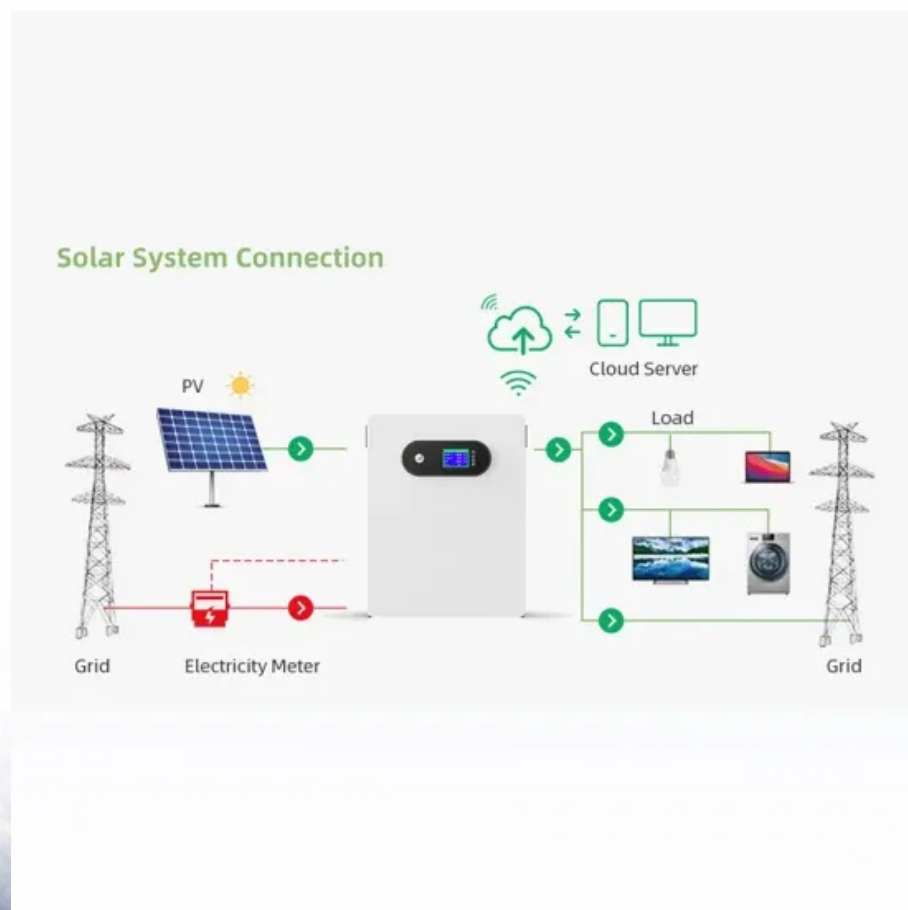 Solar System Connection
Cloud Server
PV
Load
Grid
Electricity Meter
Grid